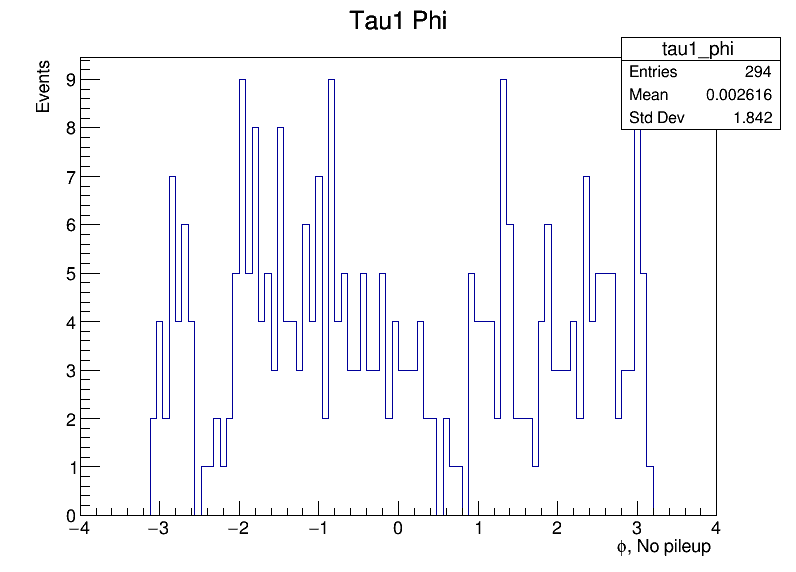 Tau1 Phi
tau1_phi
Entries 294
Mean 0.002616
Std Dev 1.842
Events
9
8
7
6
5
4
3
2
1
0
−4 −3 −2 −1 0 1 2 3 4
ϕ, No pileup